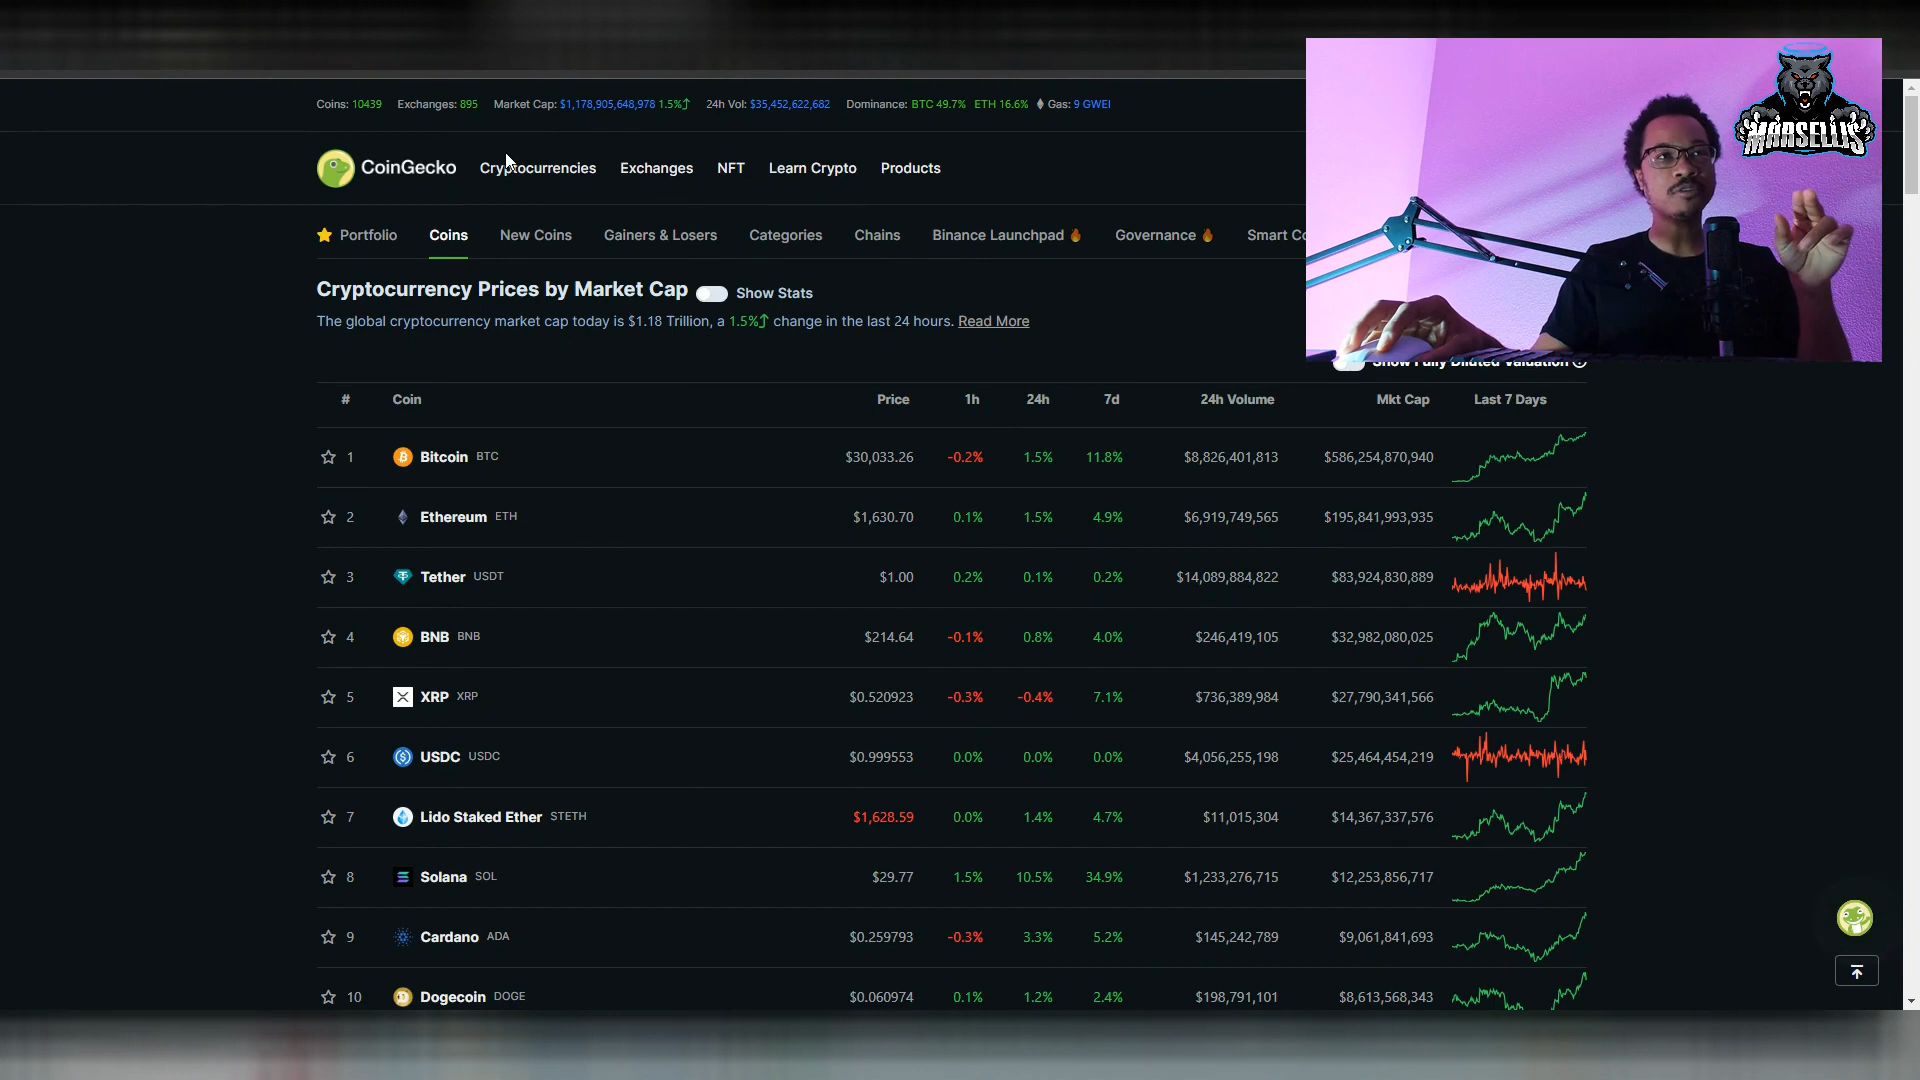 Coins: 10439 Exchanges: 895 Market Cap: $1,178,905,648,978 1.5% 24h Vol: $35,452,622,682 Dominance: BTC 49.7% ETH 16.6% Gas: 9 GWEI
MARSELLIS
CoinGecko Cryptocurrencies Exchanges NFT Learn Crypto Products
Portfolio Coins New Coins Gainers & Losers Categories Chains Binance Launchpad Governance Smart Co
Cryptocurrency Prices by Market Cap Show Stats
The global cryptocurrency market cap today is $1.18 Trillion, a 1.5% change in the last 24 hours. Read More
Show Fully Diluted Valuation
# Coin Price 1h 24h 7d 24h Volume Mkt Cap Last 7 Days
1 Bitcoin BTC $30,033.26 -0.2% 1.5% 11.8% $8,826,401,813 $586,254,870,940
2 Ethereum ETH $1,630.70 0.1% 1.5% 4.9% $6,919,749,565 $195,841,993,935
3 Tether USDT $1.00 0.2% 0.1% 0.2% $14,089,884,822 $83,924,830,889
4 BNB BNB $214.64 -0.1% 0.8% 4.0% $246,419,105 $32,982,080,025
5 XRP XRP $0.520923 -0.3% -0.4% 7.1% $736,389,984 $27,790,341,566
6 USDC USDC $0.999553 0.0% 0.0% 0.0% $4,056,255,198 $25,464,454,219
7 Lido Staked Ether STETH $1,628.59 0.0% 1.4% 4.7% $11,015,304 $14,367,337,576
8 Solana SOL $29.77 1.5% 10.5% 34.9% $1,233,276,715 $12,253,856,717
9 Cardano ADA $0.259793 -0.3% 3.3% 5.2% $145,242,789 $9,061,841,693
10 Dogecoin DOGE $0.060974 0.1% 1.2% 2.4% $198,791,101 $8,613,568,343